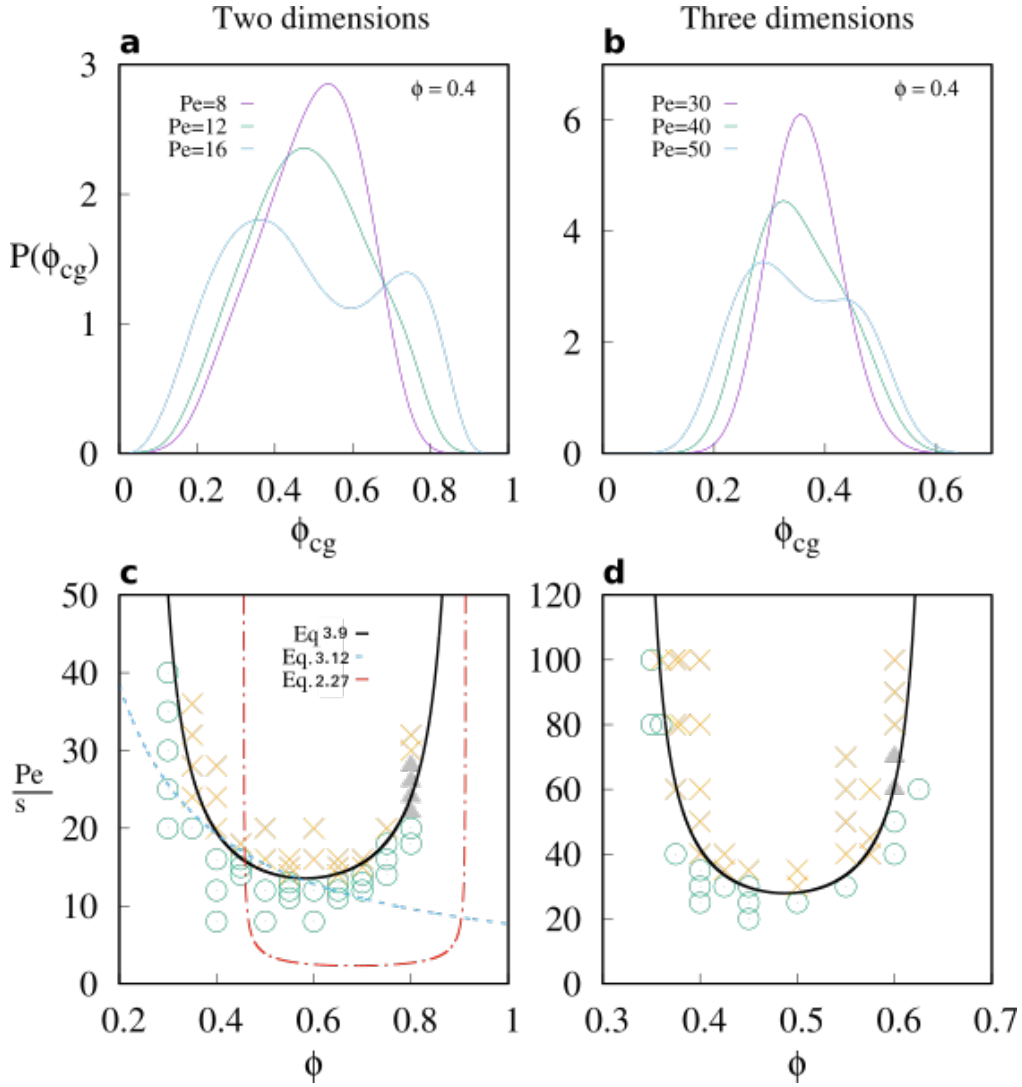 Two dimensions
Three dimensions
a
b
3
2
1
0
P(ϕcg)
Pe=8
Pe=12
Pe=16
ϕ = 0.4
0 0.2 0.4 0.6 0.8 1
ϕcg
6
4
2
0
Pe=30
Pe=40
Pe=50
ϕ = 0.4
0 0.2 0.4 0.6
ϕcg
c
d
50
40
30
20
10
0
Pe
s
Eq 3.9
Eq. 3.12
Eq. 2.27
0.2 0.4 0.6 0.8 1
ϕ
120
100
80
60
40
20
0
0.3 0.4 0.5 0.6 0.7
ϕ